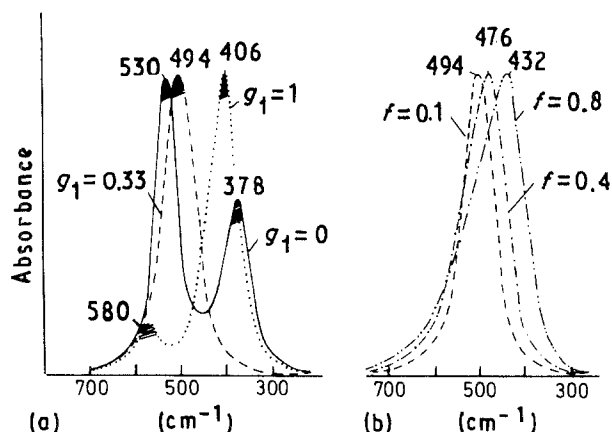 530 494 406
g₁=1
g₁=0.33
378
g₁=0
580
Absorbance
700 500 300
(a) (cm⁻¹)
476
494 432
f=0.1 f=0.8
f=0.4
700 500 300
(b) (cm⁻¹)